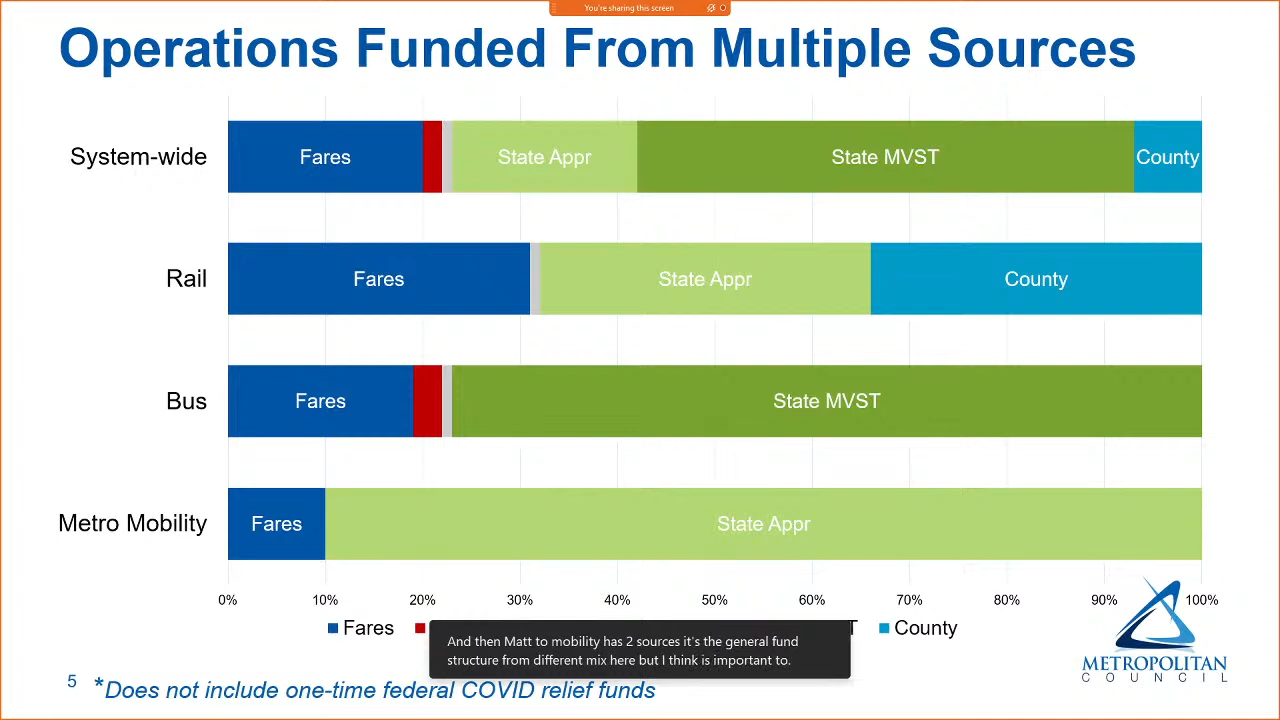 You're sharing this screen
Operations Funded From Multiple Sources
System-wide
Fares
State Appr
State MVST
County
Rail
Fares
State Appr
County
Bus
Fares
State MVST
Metro Mobility
Fares
State Appr
0% 10% 20% 30% 40% 50% 60% 70% 80% 90% 100%
Fares
T
County
And then Matt to mobility has 2 sources it's the general fund
structure from different mix here but I think is important to.
5
*Does not include one-time federal COVID relief funds
METROPOLITAN
COUNCIL